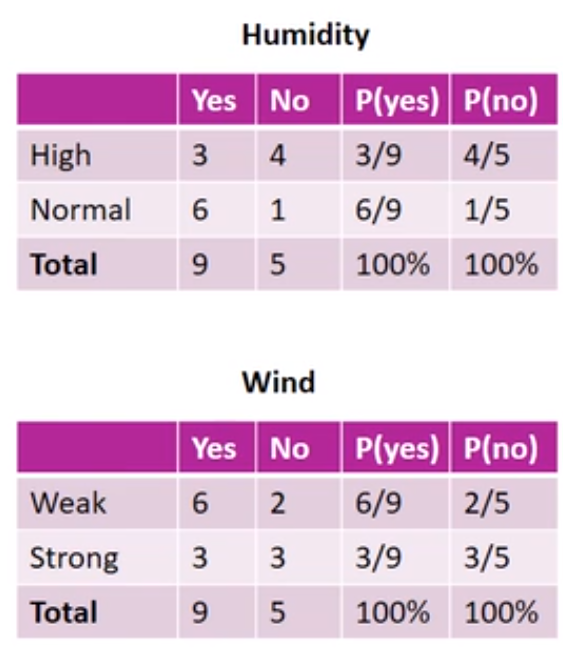 Humidity
Yes No P(yes) P(no)
High 3 4 3/9 4/5
Normal 6 1 6/9 1/5
Total 9 5 100% 100%
Wind
Yes No P(yes) P(no)
Weak 6 2 6/9 2/5
Strong 3 3 3/9 3/5
Total 9 5 100% 100%